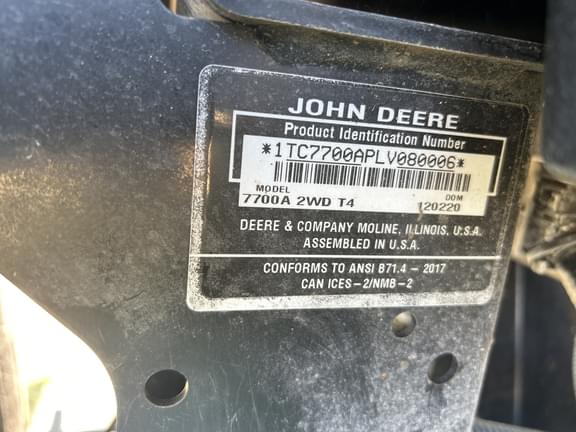 JOHN DEERE
Product Identification Number
*1TC7700APLV080006*
MODEL DOM
7700A 2WD T4 120220
DEERE & COMPANY MOLINE, ILLINOIS, U.S.A.
ASSEMBLED IN U.S.A.
CONFORMS TO ANSI B71.4 – 2017
CAN ICES–2/NMB–2